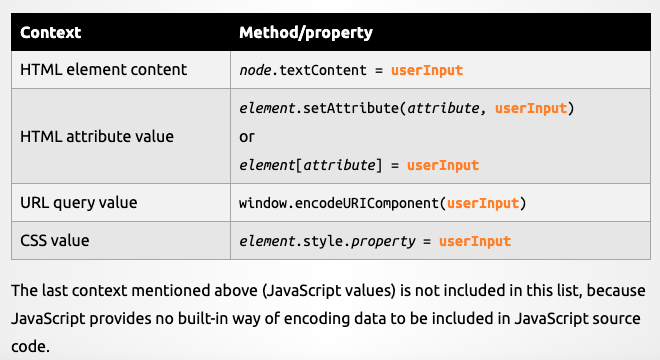 Context Method/property
HTML element content node.textContent = userInput
element.setAttribute(attribute, userInput)
HTML attribute value or
element[attribute] = userInput
URL query value window.encodeURIComponent(userInput)
CSS value element.style.property = userInput
The last context mentioned above (JavaScript values) is not included in this list, because
JavaScript provides no built-in way of encoding data to be included in JavaScript source
code.